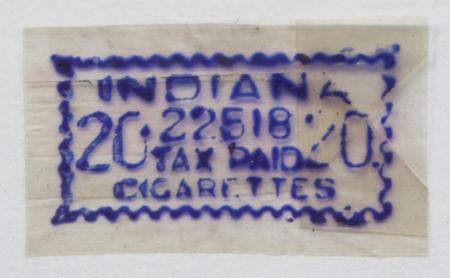 INDIANA
20 22518 20
TAX PAID
CIGARETTES